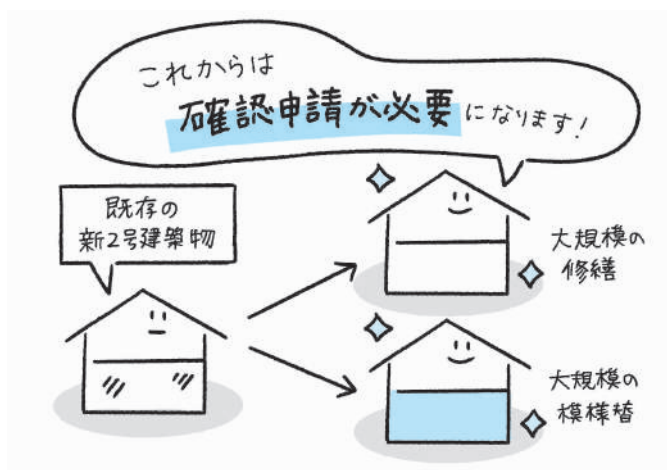 これからは
確認申請が必要になります!
既存の
新2号建築物
大規模の
修繕
大規模の
模様替